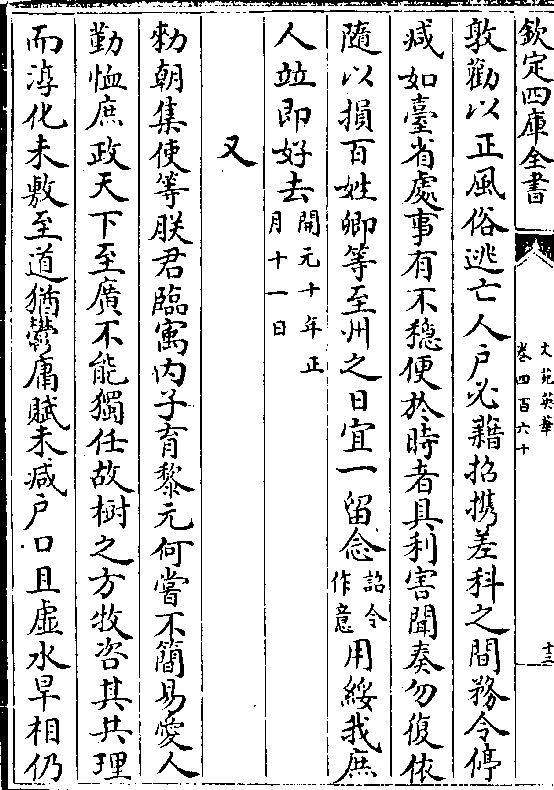 欽定四庫全書
文苑英華
卷四百六十
十三
敦勸以正風俗逃亡人戶必藉招携差科之間務令停
减如臺省處事有不穩便於時者具利害聞奏勿復依
隨以損百姓卿等至州之日宜一留念詔令作意用綏我庶
人竝即好去開元十年正月十一日
又
勅朝集使等朕君臨寓内子育黎元何嘗不簡易愛人
勤恤庶政天下至廣不能獨任故樹之方牧咨其共理
而淳化未敷至道猶鬱庸賦未减戶口且虛水旱相仍